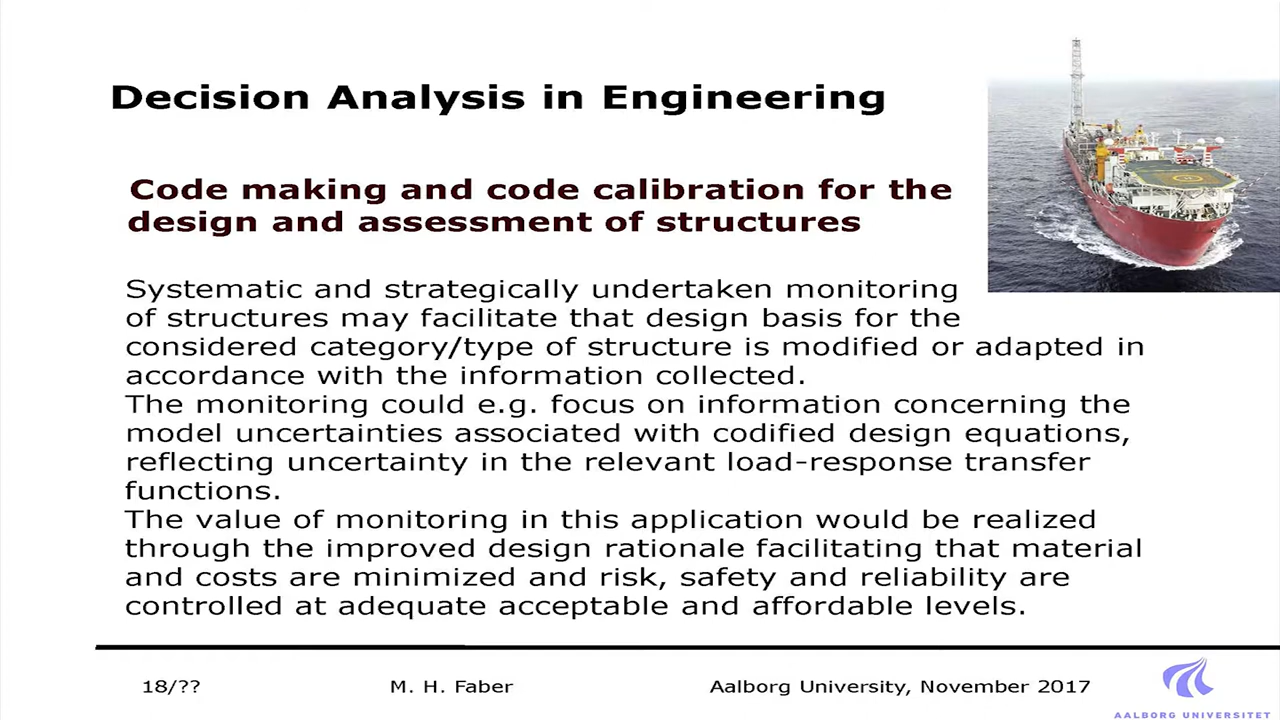 Decision Analysis in Engineering
Code making and code calibration for the
design and assessment of structures
Systematic and strategically undertaken monitoring
of structures may facilitate that design basis for the
considered category/type of structure is modified or adapted in
accordance with the information collected.
The monitoring could e.g. focus on information concerning the
model uncertainties associated with codified design equations,
reflecting uncertainty in the relevant load-response transfer
functions.
The value of monitoring in this application would be realized
through the improved design rationale facilitating that material
and costs are minimized and risk, safety and reliability are
controlled at adequate acceptable and affordable levels.
18/??
M. H. Faber
Aalborg University, November 2017
AALBORG UNIVERSITET